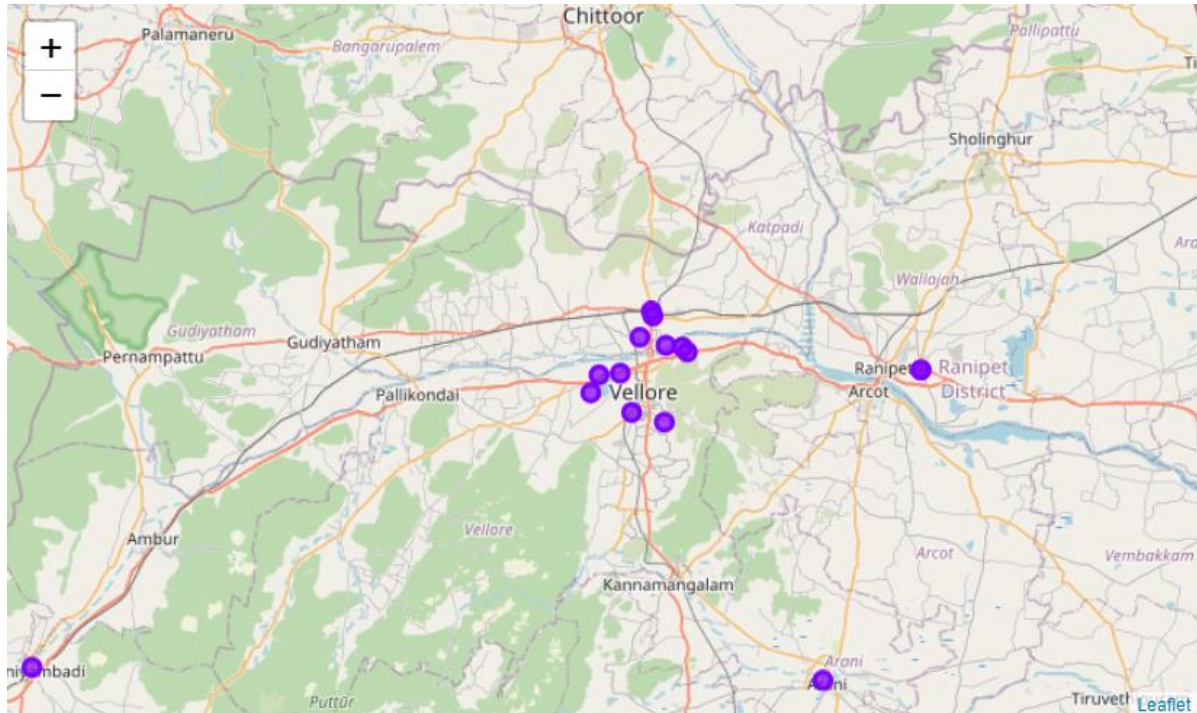 Chittoor
+
Palamaneru
Bangarupalem
Pallipattu
−
Sholinghur
Katpadi
Wallajah
Gudiyatham
Gudiyatham
Pernampattu
Ranipet
Ranipet
District
Pallikondai
Vellore
Arcot
Vellore
Ambur
Arcot
Vembakkam
Kannamangalam
Arani
Puttūr
Leaflet